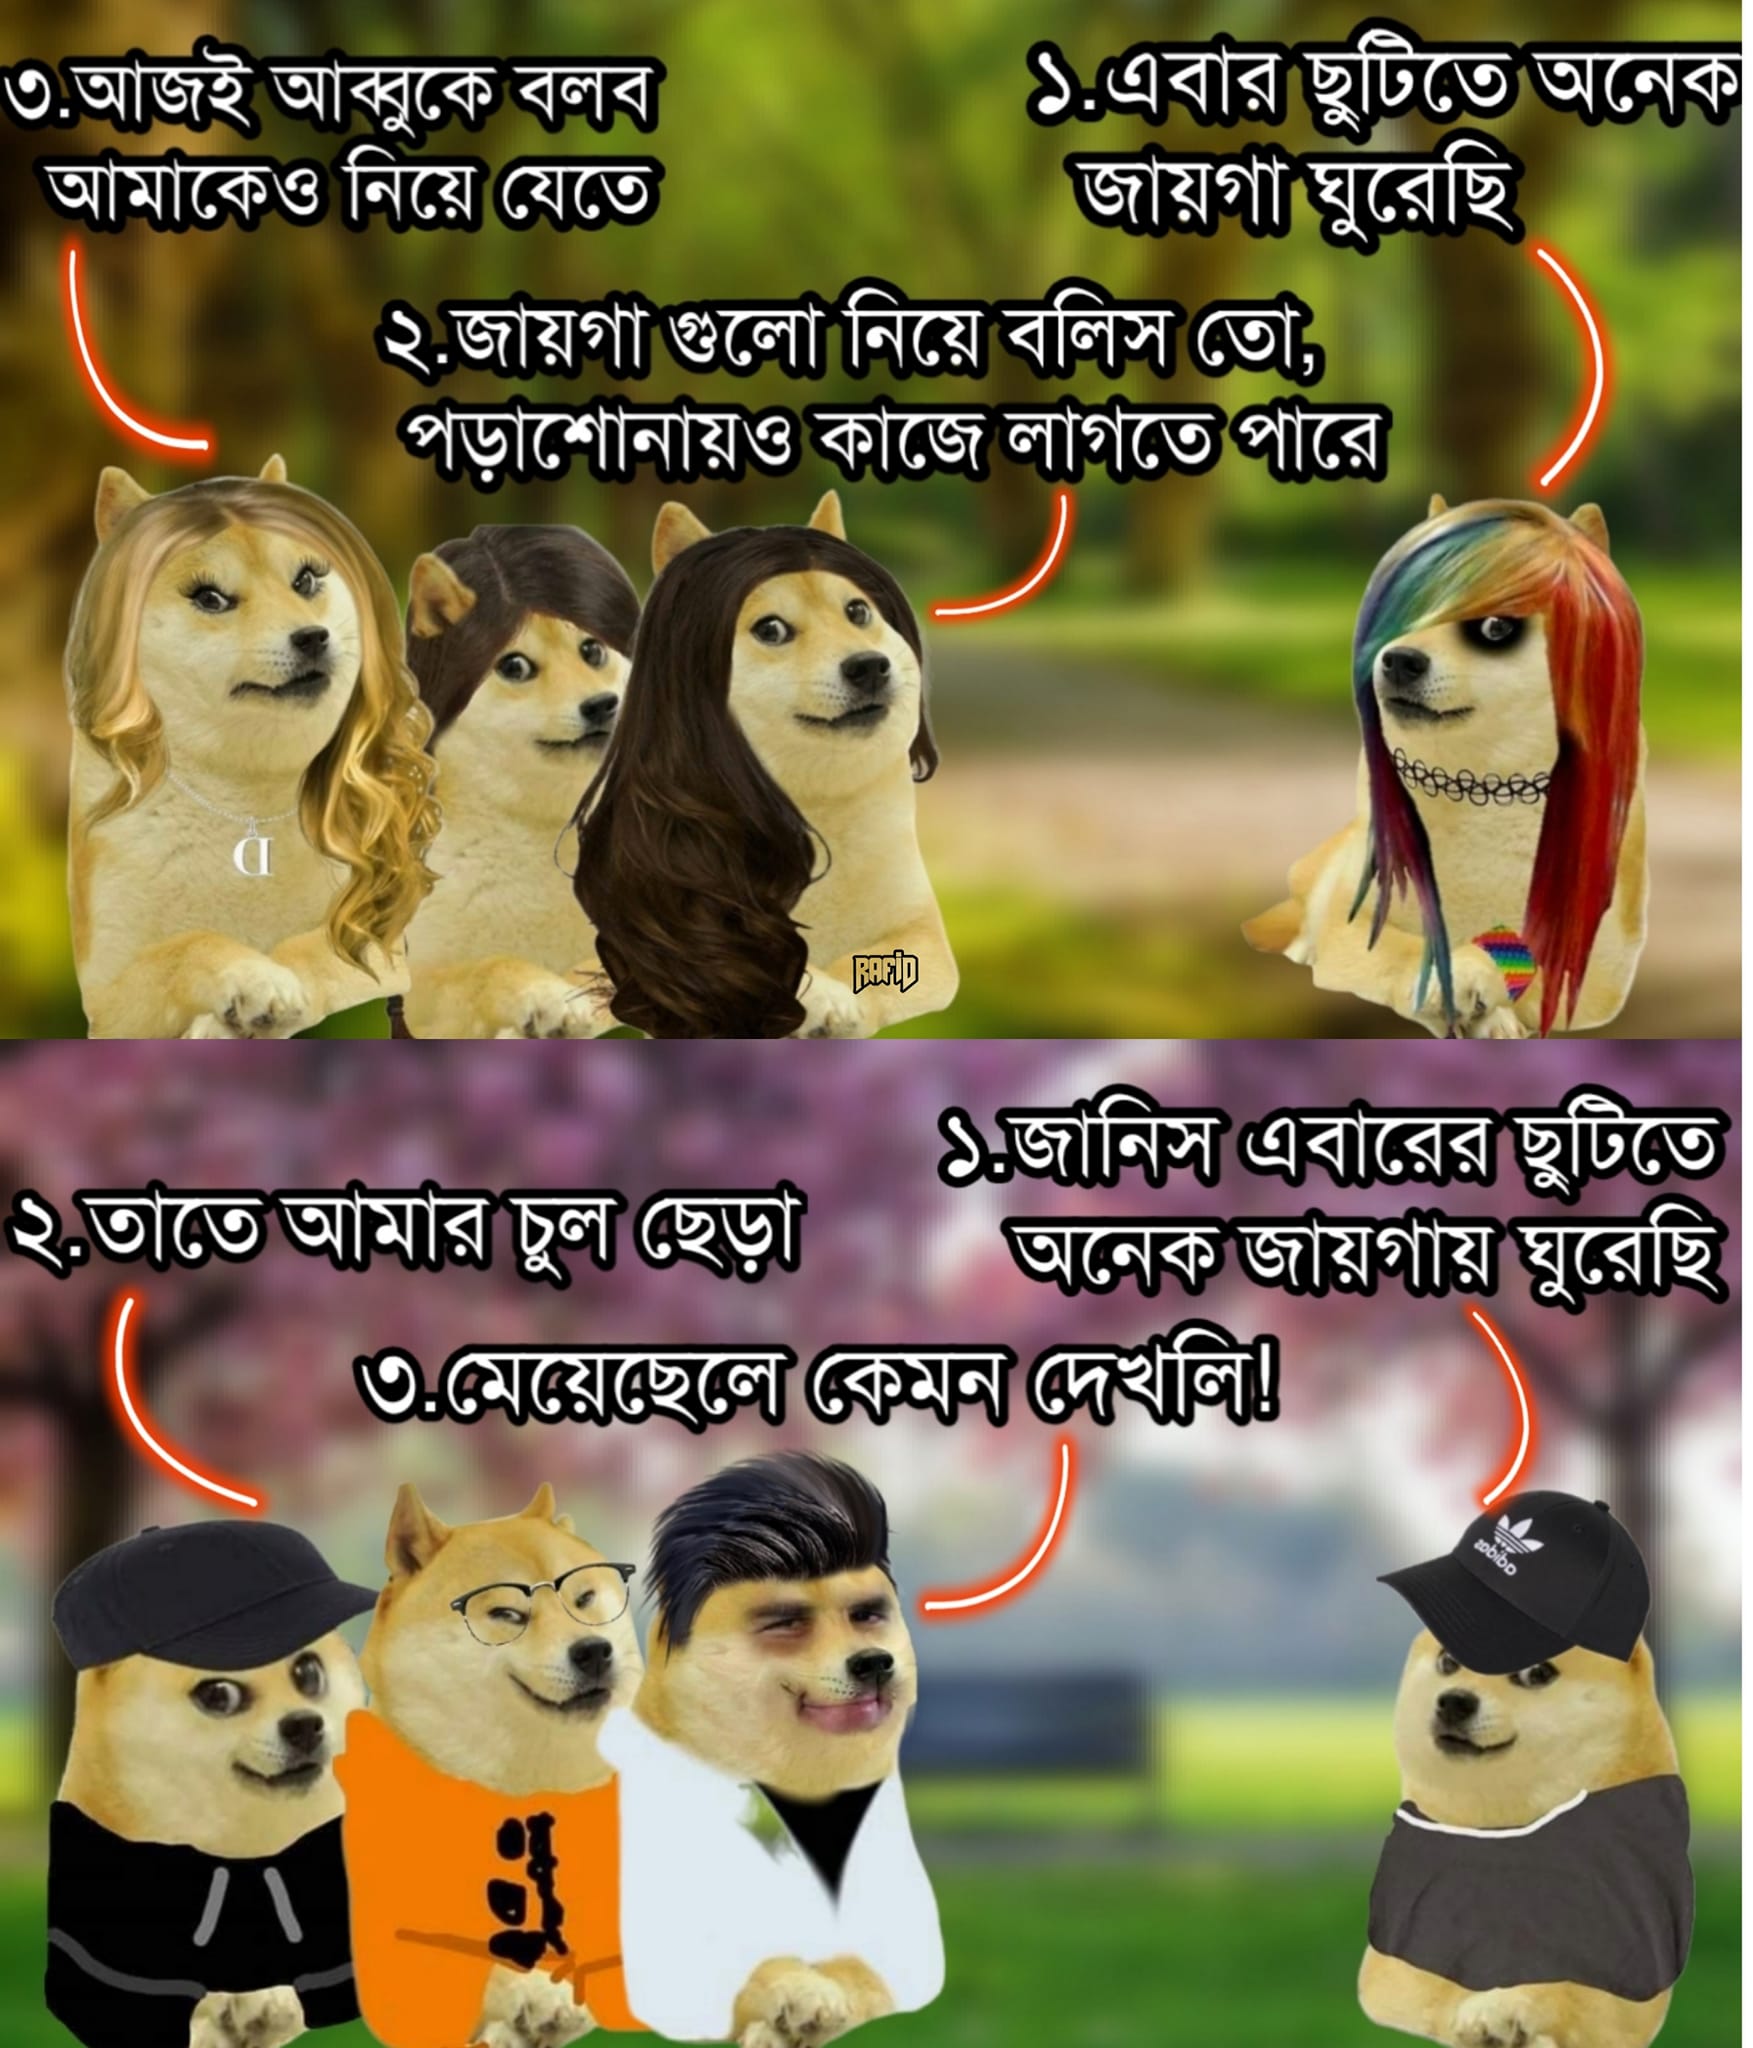 ৩.আজই আব্বুকে বলব
আমাকেও নিয়ে যেতে
১.এবার ছুটিতে অনেক
জায়গা ঘুরেছি
২.জায়গা গুলো নিয়ে বলিস তো,
পড়াশোনায়ও কাজে লাগতে পারে
D
RAFID
১.জানিস এবারের ছুটিতে
অনেক জায়গায় ঘুরেছি
২.তাতে আমার চুল ছেড়া
৩.মেয়েছেলে কেমন দেখলি!
adidas